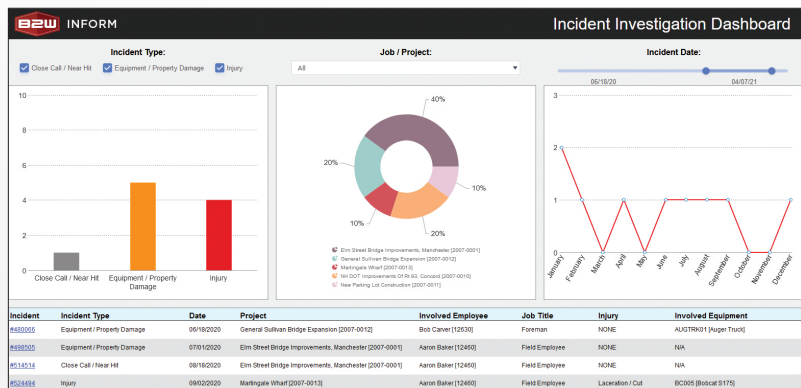 B2W INFORM
Incident Investigation Dashboard
Incident Type:
Close Call / Near Hit Equipment / Property Damage Injury
Job / Project:
All
Incident Date:
06/18/20 04/07/21
10
8
6
4
2
0
Close Call / Near Hit Equipment / Property Damage Injury
40%
20%
10%
10%
20%
Elm Street Bridge Improvements, Manchester [2007-0001]
General Sullivan Bridge Expansion [2007-0012]
Martingale Wharf [2007-0013]
NH DOT Improvements Of Rt 93, Concord [2007-0010]
New Parking Lot Construction [2007-0011]
3
2
1
0
January February March April May June July August September October November December
Incident Incident Type Date Project Involved Employee Job Title Injury Involved Equipment
#480066 Equipment / Property Damage 06/18/2020 General Sullivan Bridge Expansion [2007-0012] Bob Carver [12630] Foreman NONE AUGTRK01 [Auger Truck]
#498505 Equipment / Property Damage 07/01/2020 Elm Street Bridge Improvements, Manchester [2007-0001] Aaron Baker [12460] Field Employee NONE N/A
#514514 Close Call / Near Hit 08/18/2020 Elm Street Bridge Improvements, Manchester [2007-0001] Aaron Baker [12460] Field Employee NONE N/A
#524494 Injury 09/02/2020 Martingale Wharf [2007-0013] Aaron Baker [12460] Field Employee Laceration / Cut BC005 [Bobcat S175]